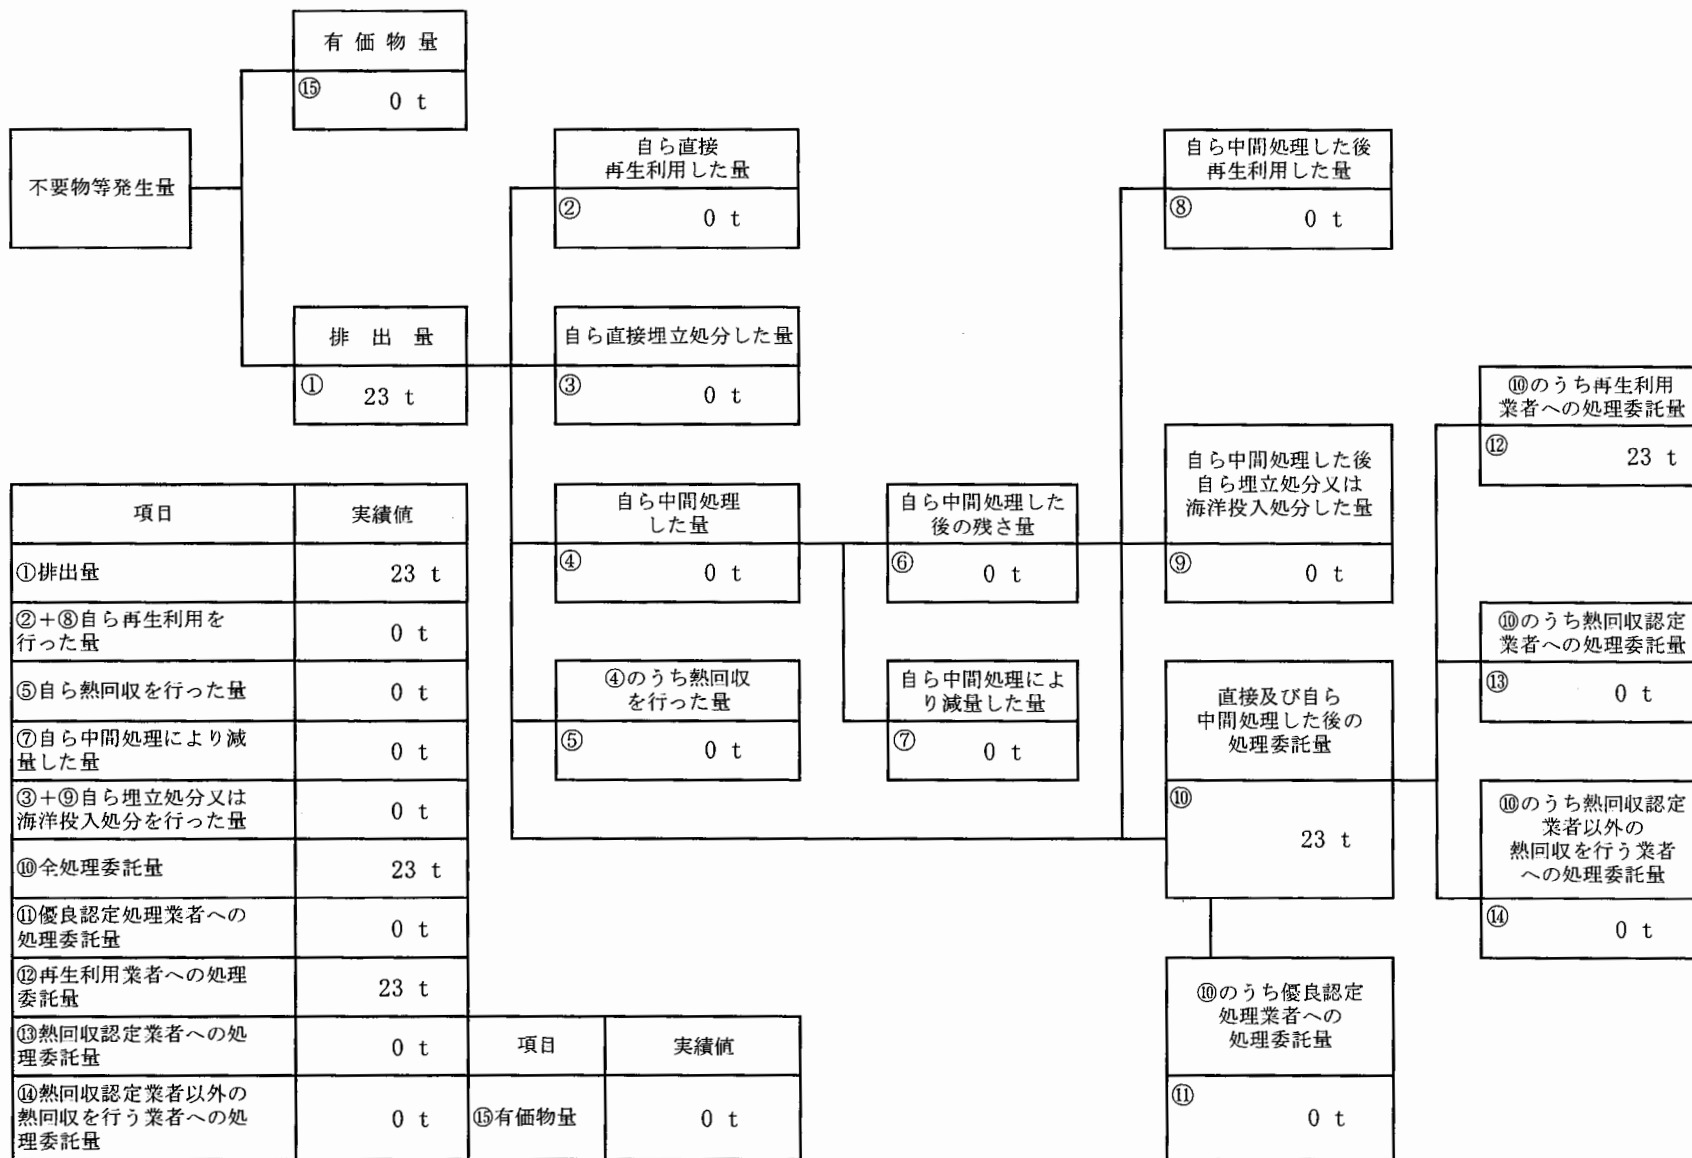 有価物量
⑮ 0 t
不要物等発生量
自ら直接
再生利用した量
② 0 t
自ら中間処理した後
再生利用した量
⑧ 0 t
排出量
① 23 t
自ら直接埋立処分した量
③ 0 t
⑩のうち再生利用
業者への処理委託量
⑫ 23 t
自ら中間処理
した量
④ 0 t
自ら中間処理した
後の残さ量
⑥ 0 t
自ら中間処理した後
自ら埋立処分又は
海洋投入処分した量
⑨ 0 t
⑩のうち熱回収認定
業者への処理委託量
⑬ 0 t
④のうち熱回収
を行った量
⑤ 0 t
自ら中間処理によ
り減量した量
⑦ 0 t
直接及び自ら
中間処理した後の
処理委託量
⑩
23 t
⑩のうち熱回収認定
業者以外の
熱回収を行う業者
への処理委託量
⑭ 0 t
⑩のうち優良認定
処理業者への
処理委託量
⑪ 0 t
項目 実績値
①排出量 23 t
②+⑧自ら再生利用を
行った量 0 t
⑤自ら熱回収を行った量 0 t
⑦自ら中間処理により減
量した量 0 t
③+⑨自ら埋立処分又は
海洋投入処分を行った量 0 t
⑩全処理委託量 23 t
⑪優良認定処理業者への
処理委託量 0 t
⑫再生利用業者への処理
委託量 23 t
⑬熱回収認定業者への処
理委託量 0 t
⑭熱回収認定業者以外の
熱回収を行う業者への処
理委託量 0 t
項目 実績値
⑮有価物量 0 t